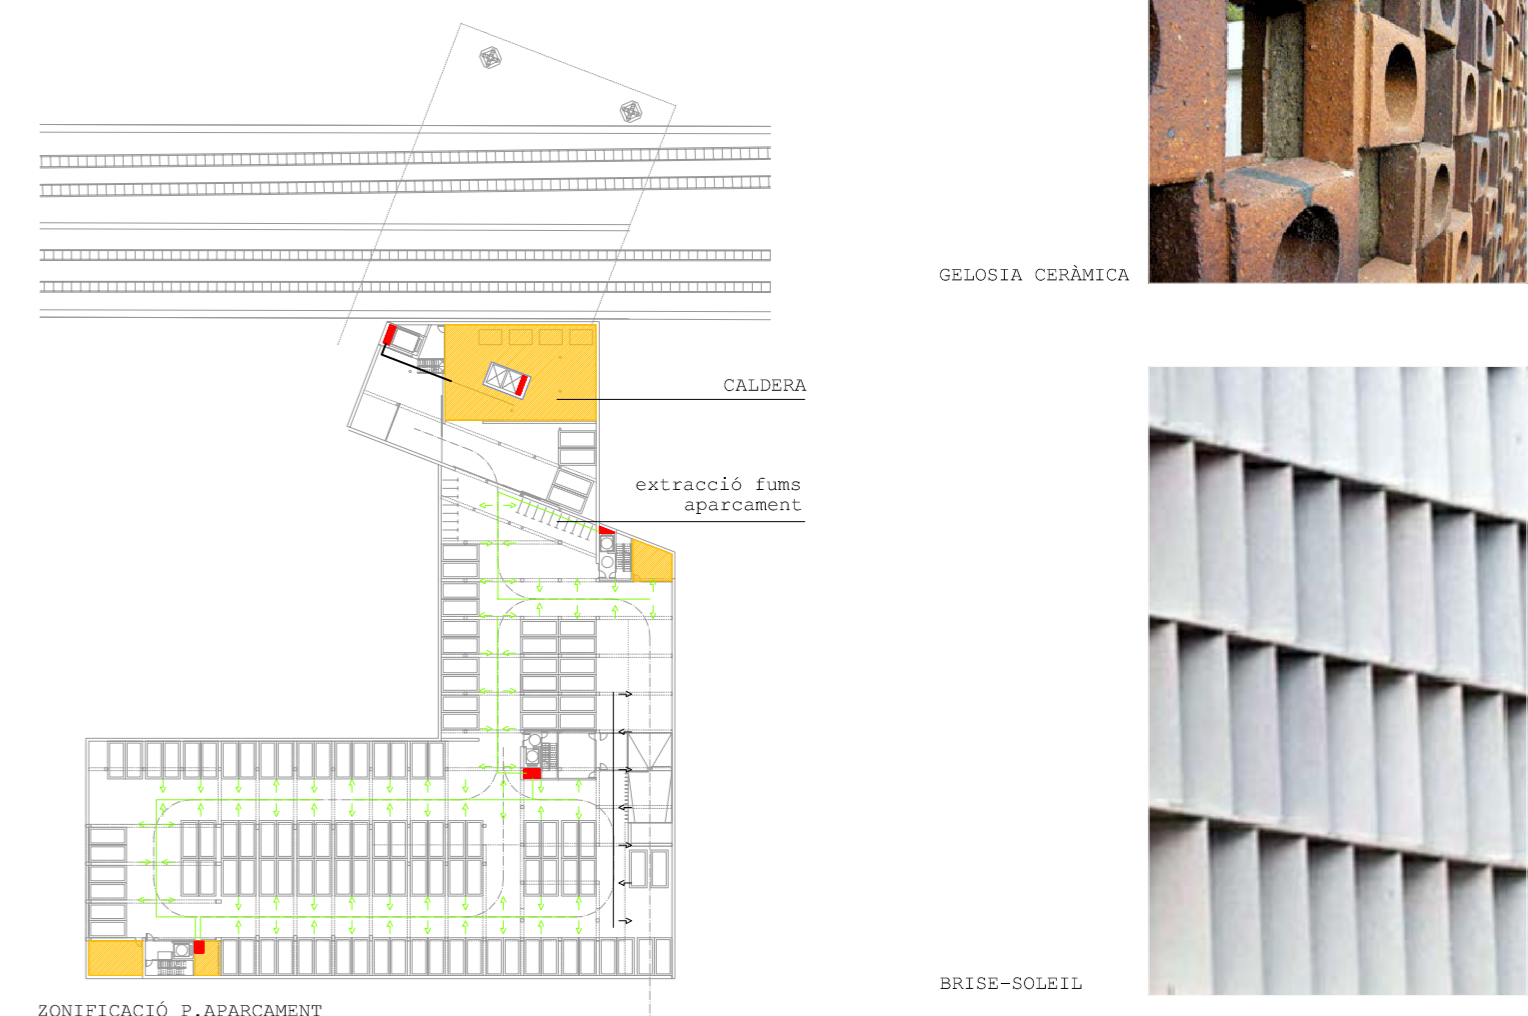 GELOSIA CERÀMICA
CALDERA
extracció fums
aparcament
BRISE-SOLEIL
ZONIFICACIÓ P.APARCAMENT